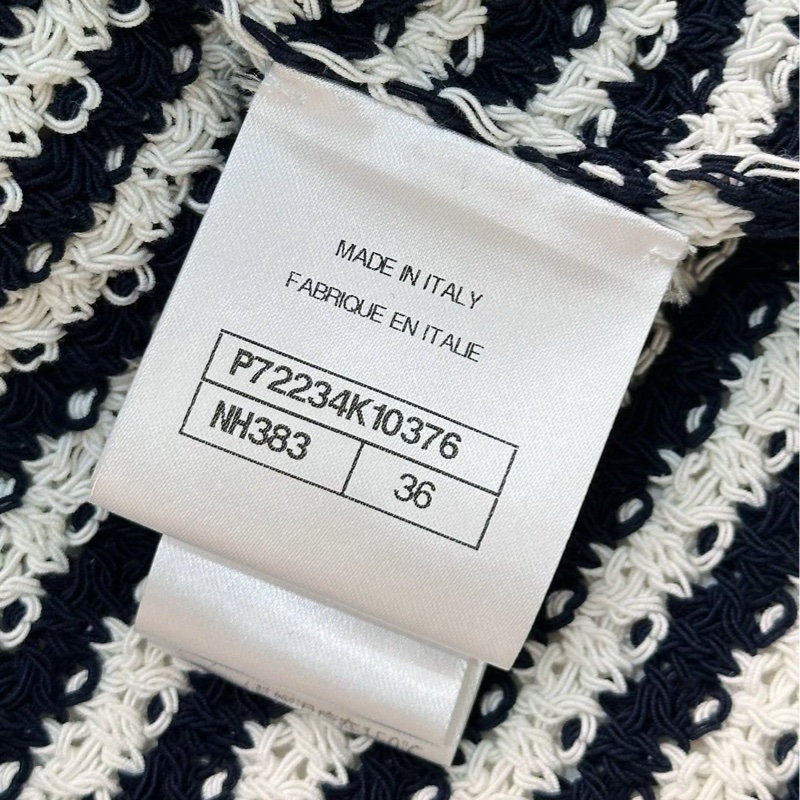 MADE IN ITALY
FABRIQUE EN ITALIE
P72234K10376
NH383 36